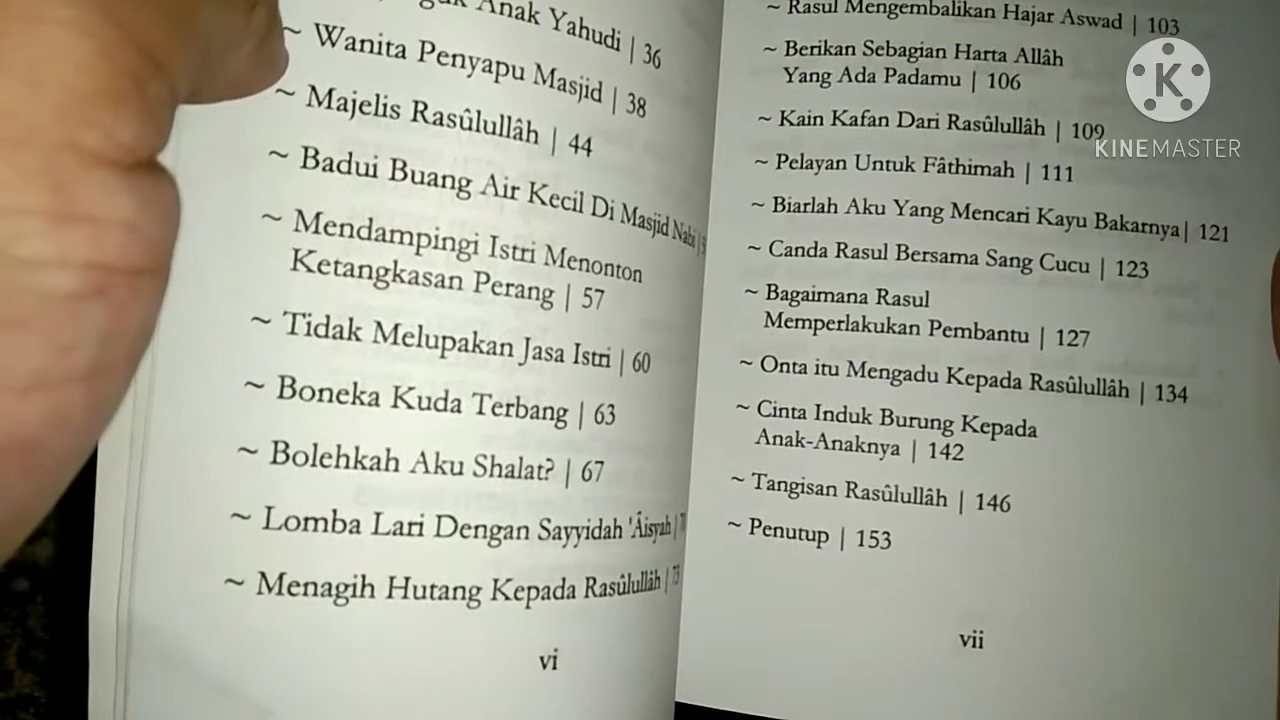 Anak Yahudi | 36
~ Wanita Penyapu Masjid | 38
~ Majelis Rasûlullâh | 44
~ Badui Buang Air Kecil Di Masjid Nabi |
~ Mendampingi Istri Menonton
Ketangkasan Perang | 57
~ Tidak Melupakan Jasa Istri | 60
~ Boneka Kuda Terbang | 63
~ Bolehkah Aku Shalat? | 67
~ Lomba Lari Dengan Sayyidah 'Âisyah |
~ Menagih Hutang Kepada Rasûlullâh | 73
vi
~ Rasul Mengembalikan Hajar Aswad | 103
~ Berikan Sebagian Harta Allâh
Yang Ada Padamu | 106
~ Kain Kafan Dari Rasûlullâh | 109
~ Pelayan Untuk Fâthimah | 111
~ Biarlah Aku Yang Mencari Kayu Bakarnya| 121
~ Canda Rasul Bersama Sang Cucu | 123
~ Bagaimana Rasul
Memperlakukan Pembantu | 127
~ Onta itu Mengadu Kepada Rasûlullâh | 134
~ Cinta Induk Burung Kepada
Anak-Anaknya | 142
~ Tangisan Rasûlullâh | 146
~ Penutup | 153
vii
K
KINEMASTER